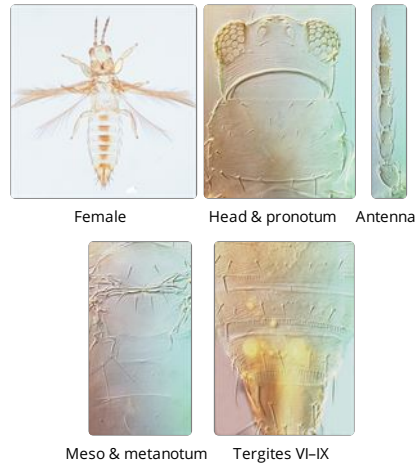 Female
Head & pronotum
Antenna
Meso & metanotum
Tergites VI–IX